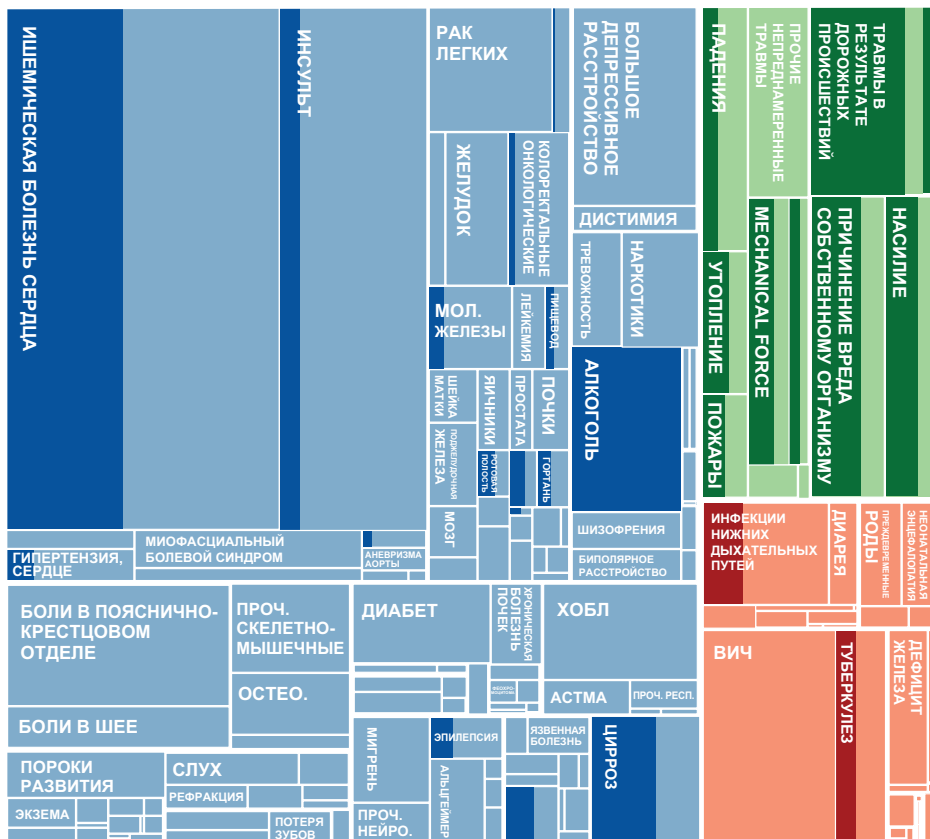 ИШЕМИЧЕСКАЯ БОЛЕЗНЬ СЕРДЦА
ИНСУЛЬТ
ГИПЕРТЕНЗИЯ,
СЕРДЦЕ
МИОФАСЦИАЛЬНЫЙ
БОЛЕВОЙ СИНДРОМ
АНЕВРИЗМА
АОРТЫ
РАК
ЛЕГКИХ
ЖЕЛУДОК
КОЛОРЕКТАЛЬНЫЕ
ОНКОЛОГИЧЕСКИЕ
МОЛ.
ЖЕЛЕЗЫ
ЛЕЙКЕМИЯ
ПИЩЕВОД
ШЕЙКА
МАТКИ
ЯИЧНИКИ
ПРОСТАТА
ПОЧКИ
ПОДЖЕЛУДОЧНАЯ
ЖЕЛЕЗА
РОТОВАЯ
ПОЛОСТЬ
ГОРТАНЬ
МОЗГ
БОЛЬШОЕ
ДЕПРЕССИВНОЕ
РАССТРОЙСТВО
ДИСТИМИЯ
ТРЕВОЖНОСТЬ
НАРКОТИКИ
АЛКОГОЛЬ
ШИЗОФРЕНИЯ
БИПОЛЯРНОЕ
РАССТРОЙСТВО
ПАДЕНИЯ
ПРОЧИЕ
НЕПРЕДНАМЕРЕННЫЕ
ТРАВМЫ
ТРАВМЫ В
РЕЗУЛЬТАТЕ
ДОРОЖНЫХ
ПРОИСШЕСТВИЙ
УТОПЛЕНИЕ
ПОЖАРЫ
MECHANICAL FORCE
ПРИЧИНЕНИЕ ВРЕДА
СОБСТВЕННОМУ ОРГАНИЗМУ
НАСИЛИЕ
ИНФЕКЦИИ
НИЖНИХ
ДЫХАТЕЛЬНЫХ
ПУТЕЙ
ДИАРЕЯ
ПРЕЖДЕВРЕМЕННЫЕ
РОДЫ
НЕОНАТАЛЬНАЯ
ЭНЦЕФАЛОПАТИЯ
ВИЧ
ТУБЕРКУЛЕЗ
ДЕФИЦИТ
ЖЕЛЕЗА
БОЛИ В ПОЯСНИЧНО-
КРЕСТЦОВОМ
ОТДЕЛЕ
БОЛИ В ШЕЕ
ПРОЧ.
СКЕЛЕТНО-
МЫШЕЧНЫЕ
ОСТЕО.
ДИАБЕТ
ХРОНИЧЕСКАЯ
БОЛЕЗНЬ
ПОЧЕК
ХОБЛ
АСТМА
ПРОЧ. РЕСП.
ПОРОКИ
РАЗВИТИЯ
ЭКЗЕМА
СЛУХ
РЕФРАКЦИЯ
ПОТЕРЯ
ЗУБОВ
МИГРЕНЬ
ПРОЧ.
НЕЙРО.
ЭПИЛЕПСИЯ
АЛЬЦГЕЙМЕР
ЯЗВЕННАЯ
БОЛЕЗНЬ
ЦИРРОЗ